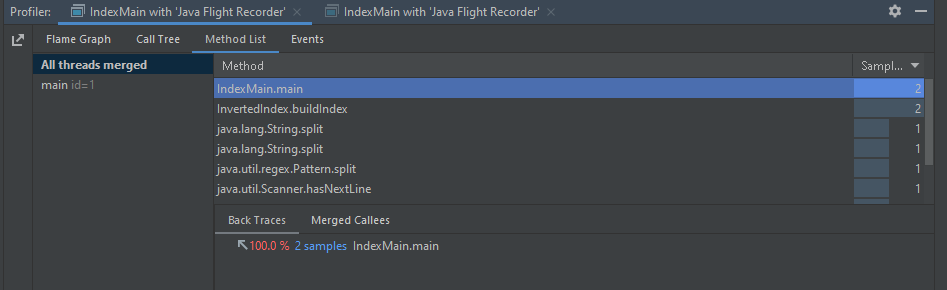 Profiler: IndexMain with 'Java Flight Recorder' IndexMain with 'Java Flight Recorder'
Flame Graph Call Tree Method List Events
All threads merged
main id=1
Method Sampl...
IndexMain.main 2
InvertedIndex.buildIndex 2
java.lang.String.split 1
java.lang.String.split 1
java.util.regex.Pattern.split 1
java.util.Scanner.hasNextLine 1
Back Traces Merged Callees
100.0 % 2 samples IndexMain.main